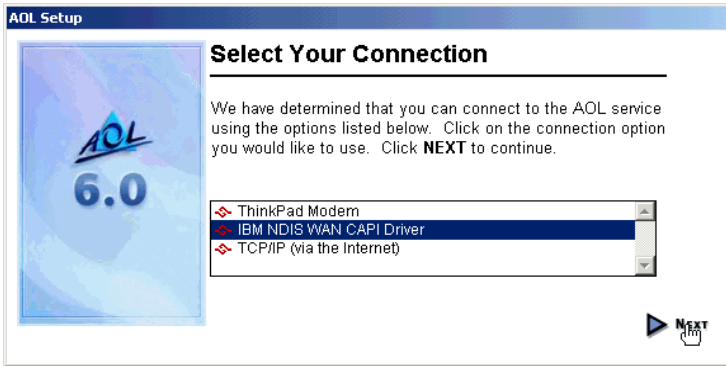 AOL Setup
Select Your Connection
We have determined that you can connect to the AOL service
using the options listed below. Click on the connection option
you would like to use. Click NEXT to continue.
AOL
6.0
ThinkPad Modem
IBM NDIS WAN CAPI Driver
TCP/IP (via the Internet)
NEXT